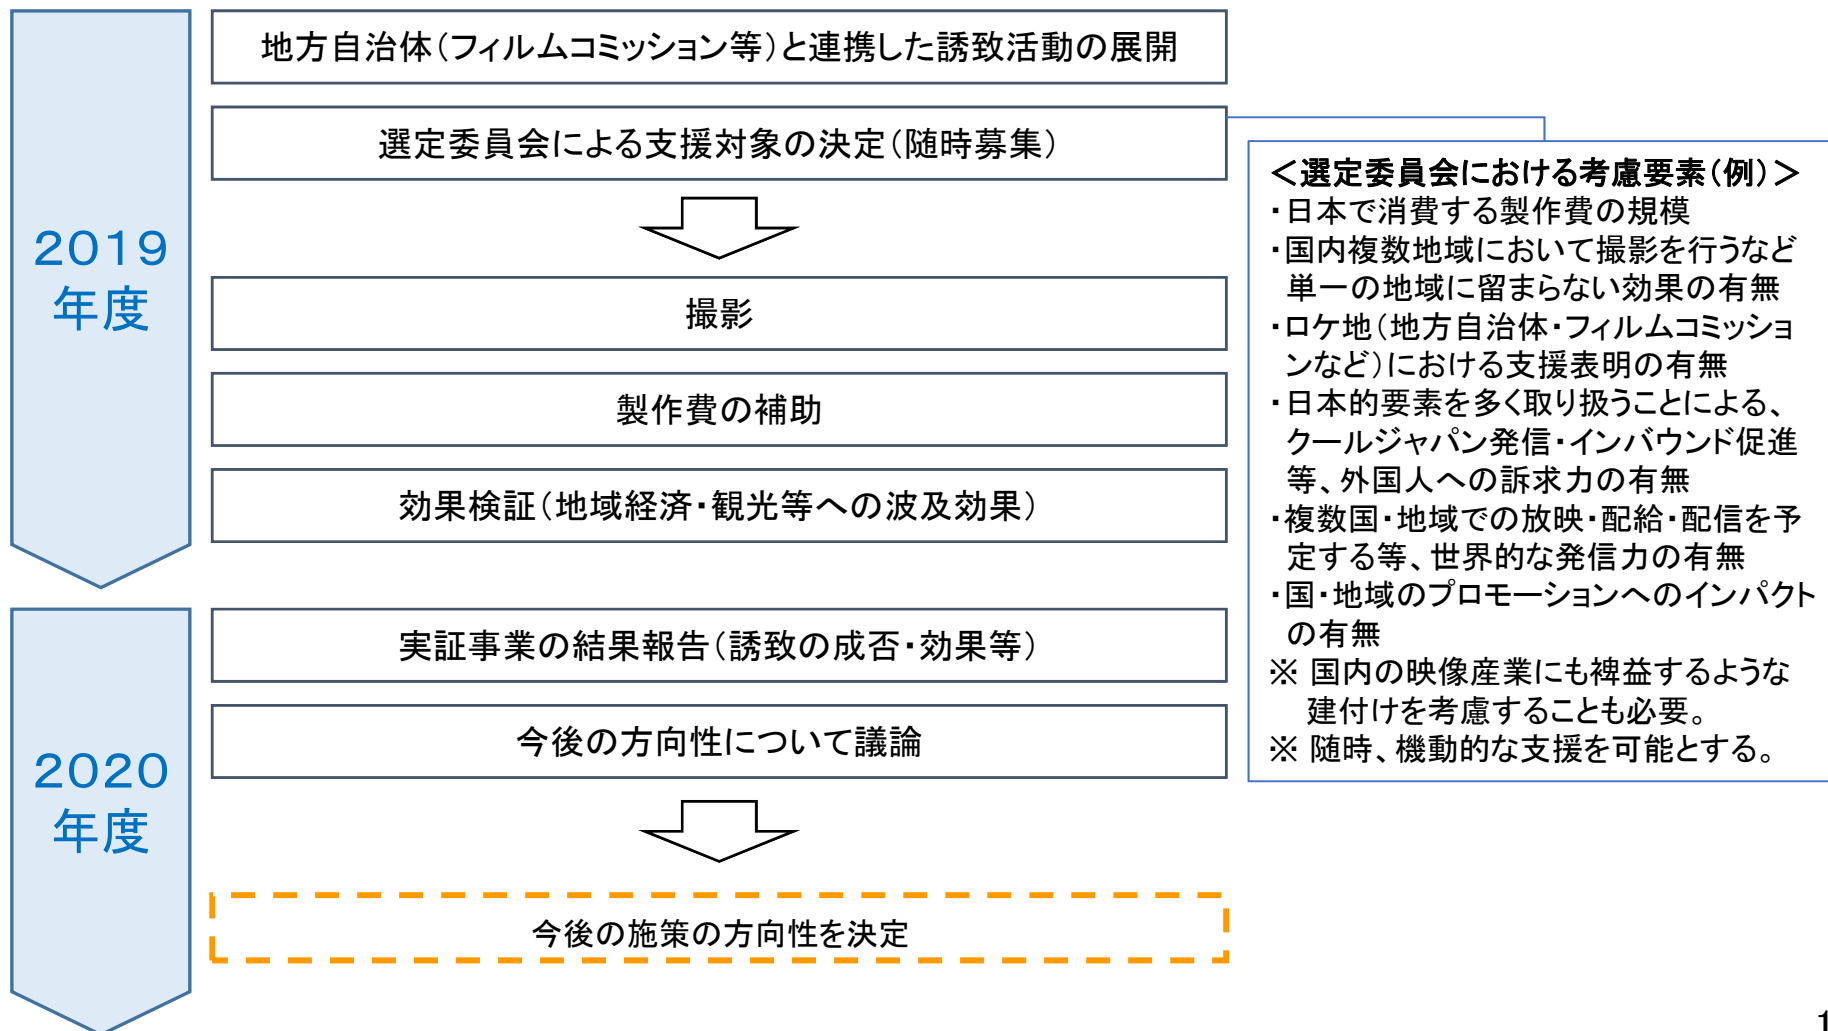 地方自治体（フィルムコミッション等）と連携した誘致活動の展開
選定委員会による支援対象の決定（随時募集）
２０１９
年度
撮影
製作費の補助
効果検証（地域経済・観光等への波及効果）
＜選定委員会における考慮要素（例）＞
・日本で消費する製作費の規模
・国内複数地域において撮影を行うなど
単一の地域に留まらない効果の有無
・ロケ地（地方自治体・フィルムコミッショ
ンなど）における支援表明の有無
・日本的要素を多く取り扱うことによる、
クールジャパン発信・インバウンド促進
等、外国人への訴求力の有無
・複数国・地域での放映・配給・配信を予
定する等、世界的な発信力の有無
・国・地域のプロモーションへのインパクト
の有無
※ 国内の映像産業にも裨益するような
建付けを考慮することも必要。
※ 随時、機動的な支援を可能とする。
実証事業の結果報告（誘致の成否・効果等）
今後の方向性について議論
２０２０
年度
今後の施策の方向性を決定
1